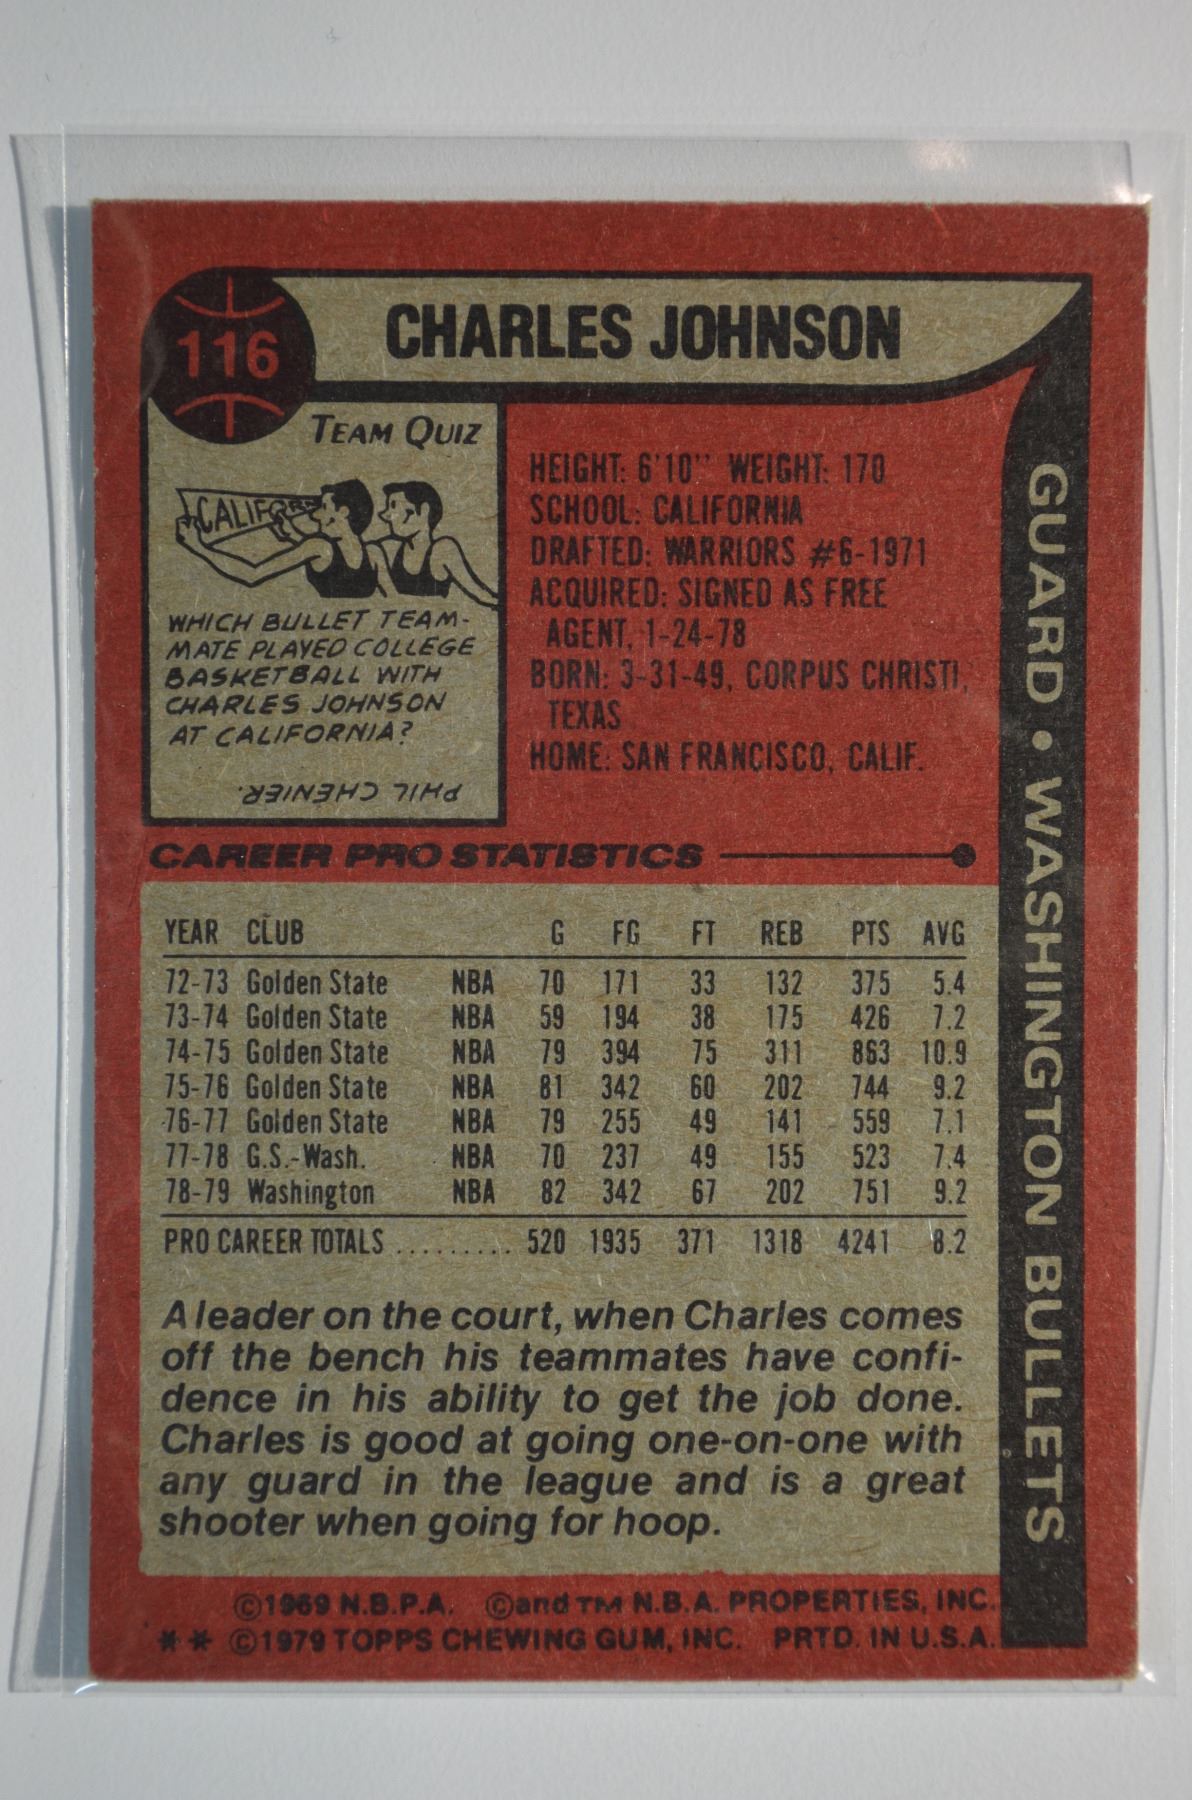 116
CHARLES JOHNSON
TEAM QUIZ
CALIFOR
WHICH BULLET TEAM-
MATE PLAYED COLLEGE
BASKETBALL WITH
CHARLES JOHNSON
AT CALIFORNIA?
PHIL CHENIER.
HEIGHT: 6'10" WEIGHT: 170
SCHOOL: CALIFORNIA
DRAFTED: WARRIORS #6-1971
ACQUIRED: SIGNED AS FREE
AGENT, 1-24-78
BORN: 3-31-49, CORPUS CHRISTI,
TEXAS
HOME: SAN FRANCISCO, CALIF.
GUARD • WASHINGTON BULLETS
CAREER PRO STATISTICS
YEAR CLUB G FG FT REB PTS AVG
72-73 Golden State NBA 70 171 33 132 375 5.4
73-74 Golden State NBA 59 194 38 175 426 7.2
74-75 Golden State NBA 79 394 75 311 863 10.9
75-76 Golden State NBA 81 342 60 202 744 9.2
76-77 Golden State NBA 79 255 49 141 559 7.1
77-78 G.S.-Wash. NBA 70 237 49 155 523 7.4
78-79 Washington NBA 82 342 67 202 751 9.2
PRO CAREER TOTALS ......... 520 1935 371 1318 4241 8.2
A leader on the court, when Charles comes
off the bench his teammates have confi-
dence in his ability to get the job done.
Charles is good at going one-on-one with
any guard in the league and is a great
shooter when going for hoop.
©1969 N.B.P.A. ©and TM N.B.A. PROPERTIES, INC.
** ©1979 TOPPS CHEWING GUM, INC. PRTD. IN U.S.A.